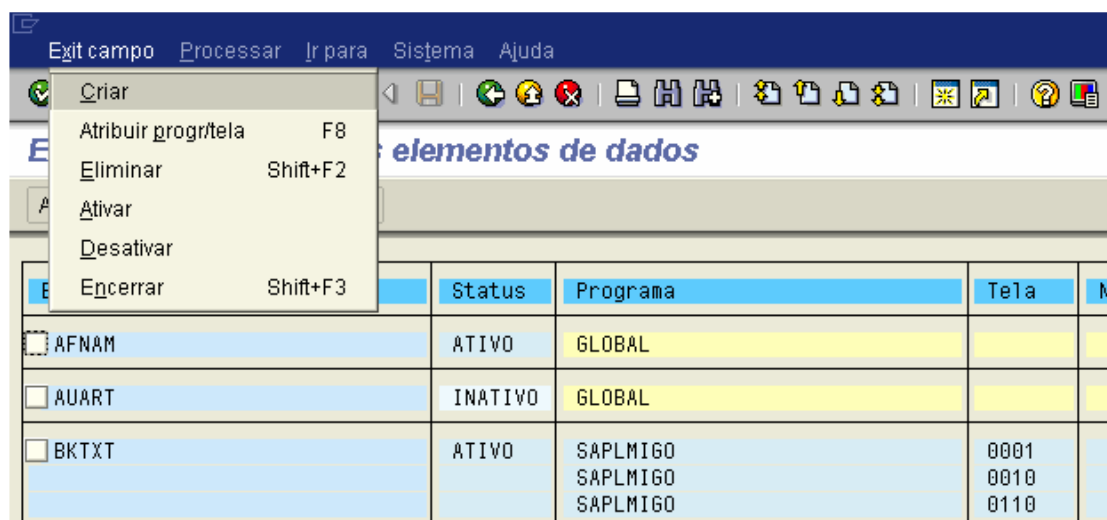 Exit campo Processar Ir para Sistema Ajuda
Criar
Atribuir progr/tela F8
elementos de dados
Eliminar Shift+F2
Ativar
Desativar
Encerrar Shift+F3
Status Programa Tela
AFNAM ATIVO GLOBAL
AUART INATIVO GLOBAL
BKTXT ATIVO SAPLMIGO 0001
SAPLMIGO 0010
SAPLMIGO 0110